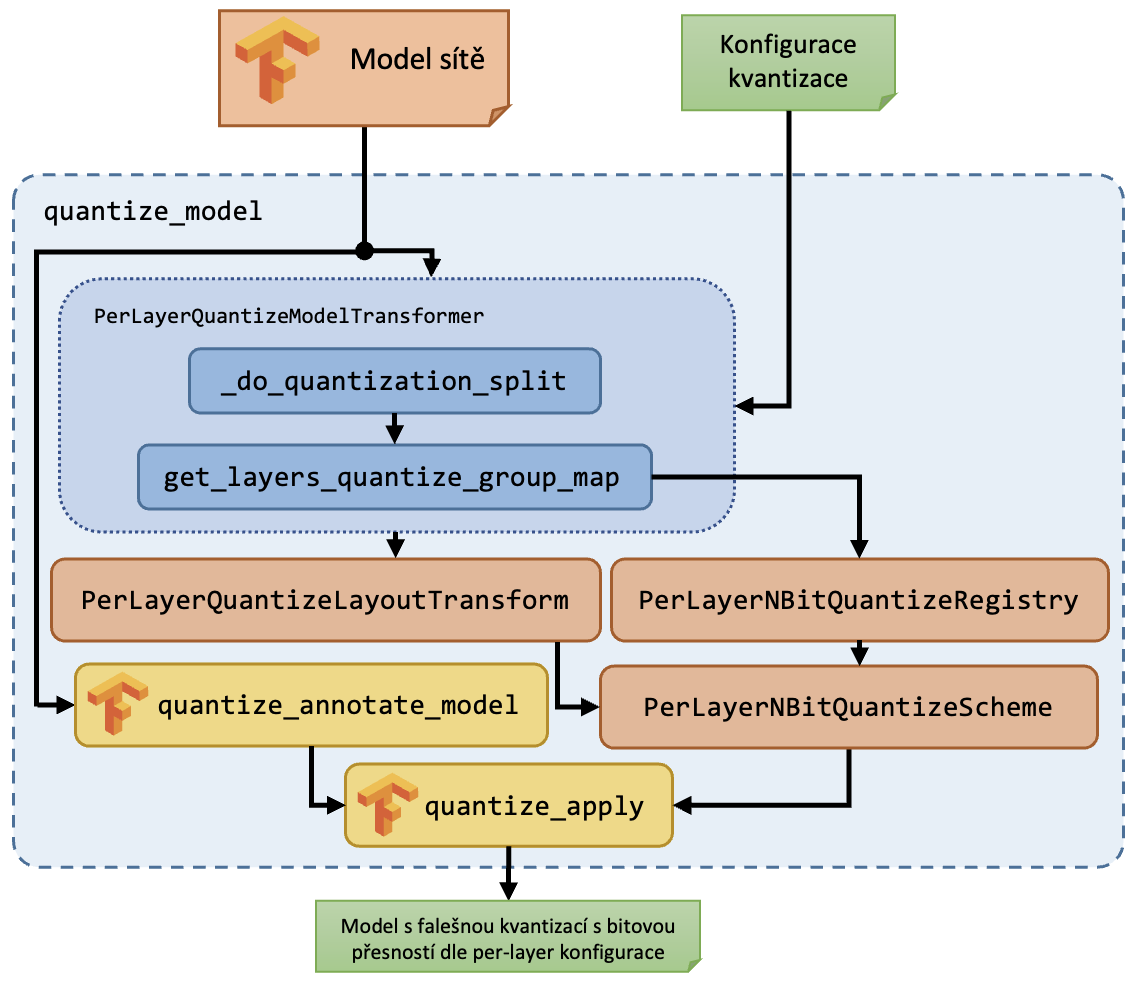 Model sítě
Konfigurace
kvantizace
quantize_model
PerLayerQuantizeModelTransformer
_do_quantization_split
get_layers_quantize_group_map
PerLayerQuantizeLayoutTransform
PerLayerNBitQuantizeRegistry
quantize_annotate_model
PerLayerNBitQuantizeScheme
quantize_apply
Model s falešnou kvantizací s bitovou
přesností dle per-layer konfigurace